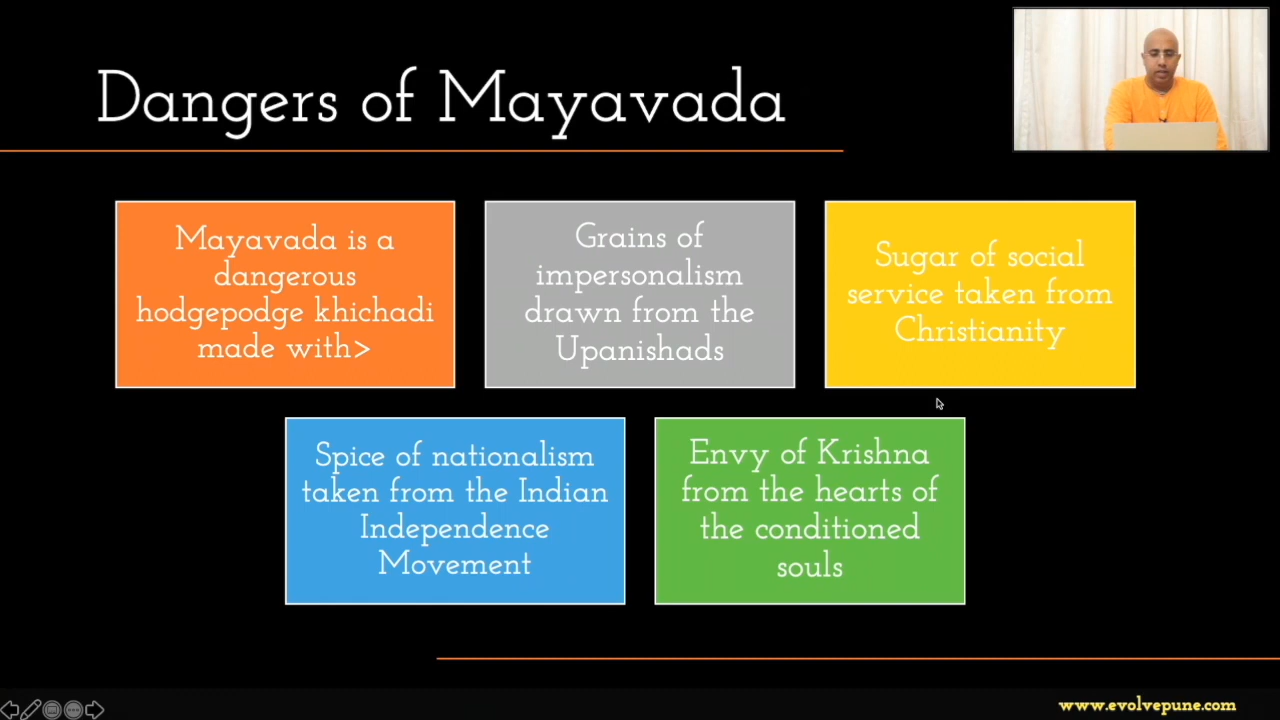 Dangers of Mayavada
Mayavada is a
dangerous
hodgepodge khichadi
made with>
Grains of
impersonalism
drawn from the
Upanishads
Sugar of social
service taken from
Christianity
Spice of nationalism
taken from the Indian
Independence
Movement
Envy of Krishna
from the hearts of
the conditioned
souls
www.evolvepune.com